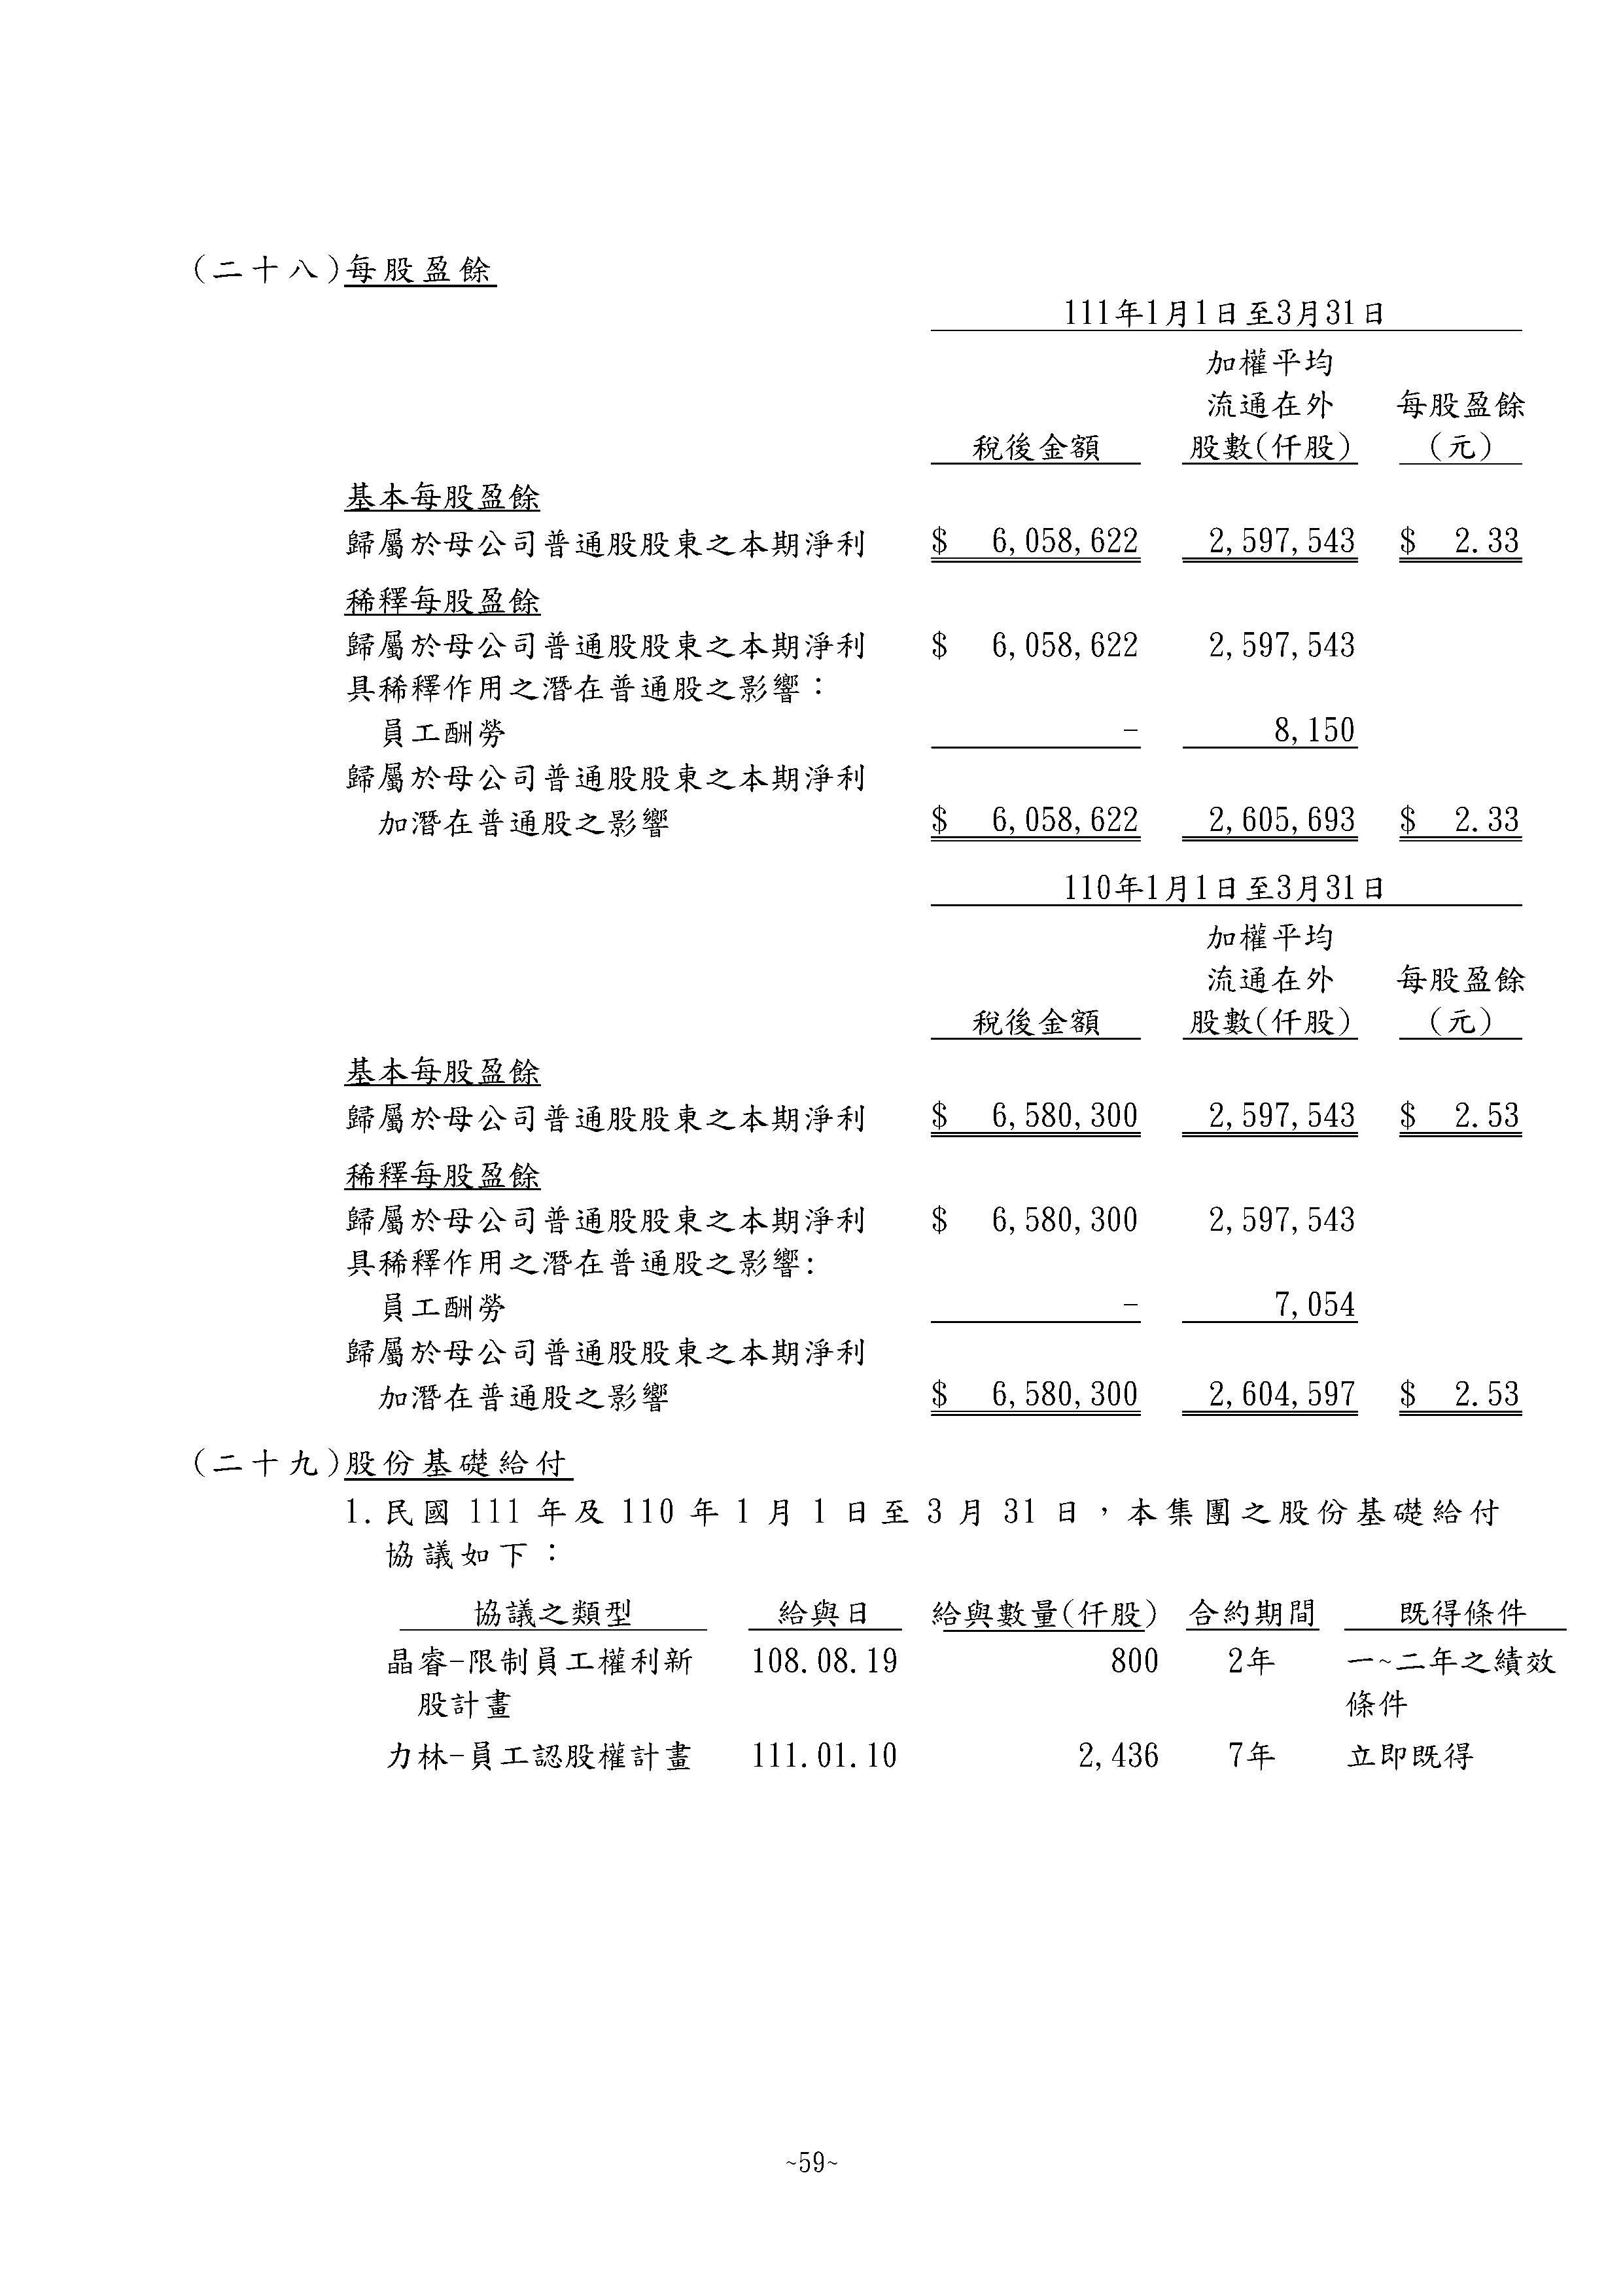 (二十八)每股盈餘
111年1月1日至3月31日
加權平均
流通在外 每股盈餘
稅後金額 股數(仟股) (元)
基本每股盈餘
歸屬於母公司普通股股東之本期淨利 $ 6,058,622 2,597,543 $ 2.33
稀釋每股盈餘
歸屬於母公司普通股股東之本期淨利 $ 6,058,622 2,597,543
具稀釋作用之潛在普通股之影響：
員工酬勞 - 8,150
歸屬於母公司普通股股東之本期淨利
加潛在普通股之影響 $ 6,058,622 2,605,693 $ 2.33
110年1月1日至3月31日
加權平均
流通在外 每股盈餘
稅後金額 股數(仟股) (元)
基本每股盈餘
歸屬於母公司普通股股東之本期淨利 $ 6,580,300 2,597,543 $ 2.53
稀釋每股盈餘
歸屬於母公司普通股股東之本期淨利 $ 6,580,300 2,597,543
具稀釋作用之潛在普通股之影響:
員工酬勞 - 7,054
歸屬於母公司普通股股東之本期淨利
加潛在普通股之影響 $ 6,580,300 2,604,597 $ 2.53
(二十九)股份基礎給付
1.民國 111 年及 110 年 1 月 1 日至 3 月 31 日，本集團之股份基礎給付
協議如下：
協議之類型 給與日 給與數量(仟股) 合約期間 既得條件
晶睿-限制員工權利新 108.08.19 800 2年 一~二年之績效
股計畫 條件
力林-員工認股權計畫 111.01.10 2,436 7年 立即既得
~59~